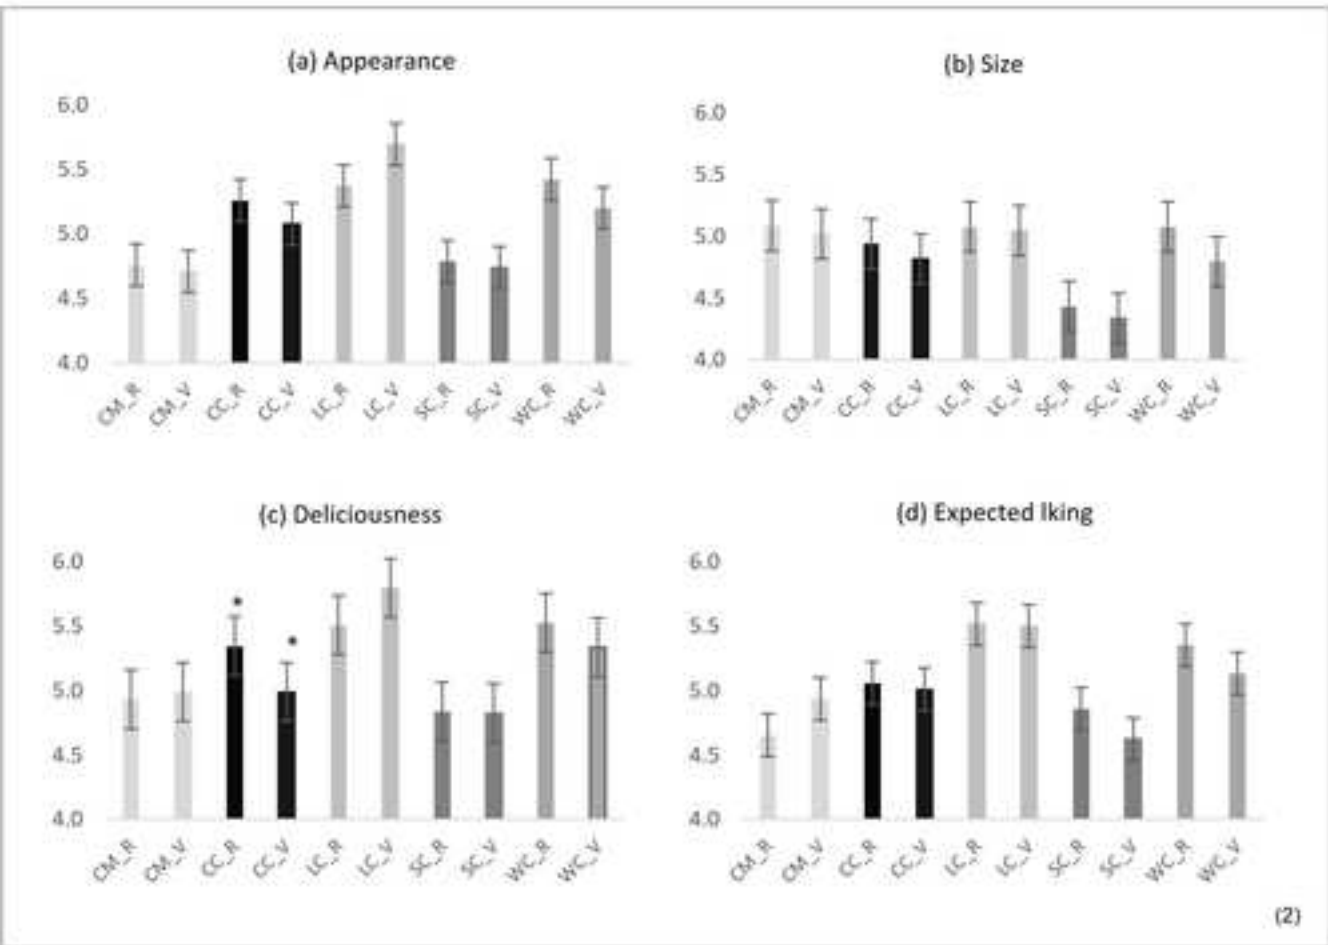 (a) Appearance
6.0
5.5
5.0
4.5
4.0
CM_R CM_V CC_R CC_V LC_R LC_V SC_R SC_V WC_R WC_V
(b) Size
6.0
5.5
5.0
4.5
4.0
CM_R CM_V CC_R CC_V LC_R LC_V SC_R SC_V WC_R WC_V
(c) Deliciousness
6.0
5.5
5.0
4.5
4.0
CM_R CM_V CC_R CC_V LC_R LC_V SC_R SC_V WC_R WC_V
(d) Expected lking
6.0
5.5
5.0
4.5
4.0
CM_R CM_V CC_R CC_V LC_R LC_V SC_R SC_V WC_R WC_V
(2)